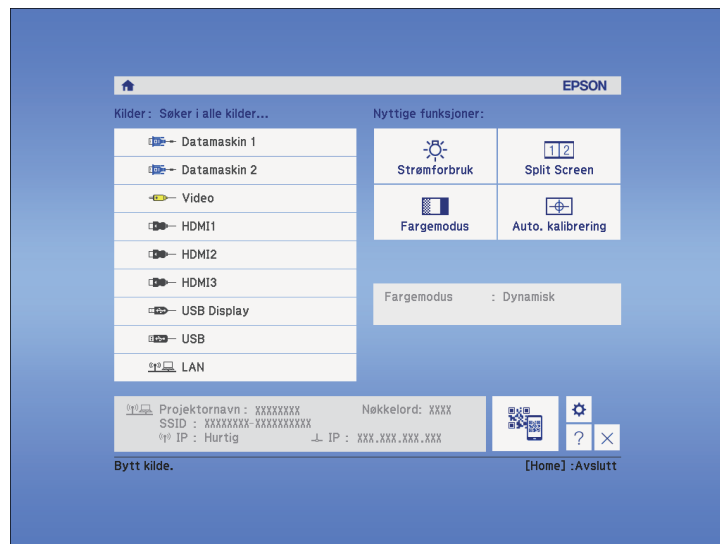 EPSON
Kilder : Søker i alle kilder...
Datamaskin 1
Datamaskin 2
Video
HDMI1
HDMI2
HDMI3
USB Display
USB
LAN
Nyttige funksjoner:
Strømforbruk
1 2
Split Screen
Fargemodus
Auto. kalibrering
Fargemodus : Dynamisk
Projektornavn : XXXXXXXX Nøkkelord: XXXX
SSID : XXXXXXXX-XXXXXXXXXX
IP : Hurtig IP : XXX.XXX.XXX.XXX
?
Bytt kilde. [Home] :Avslutt